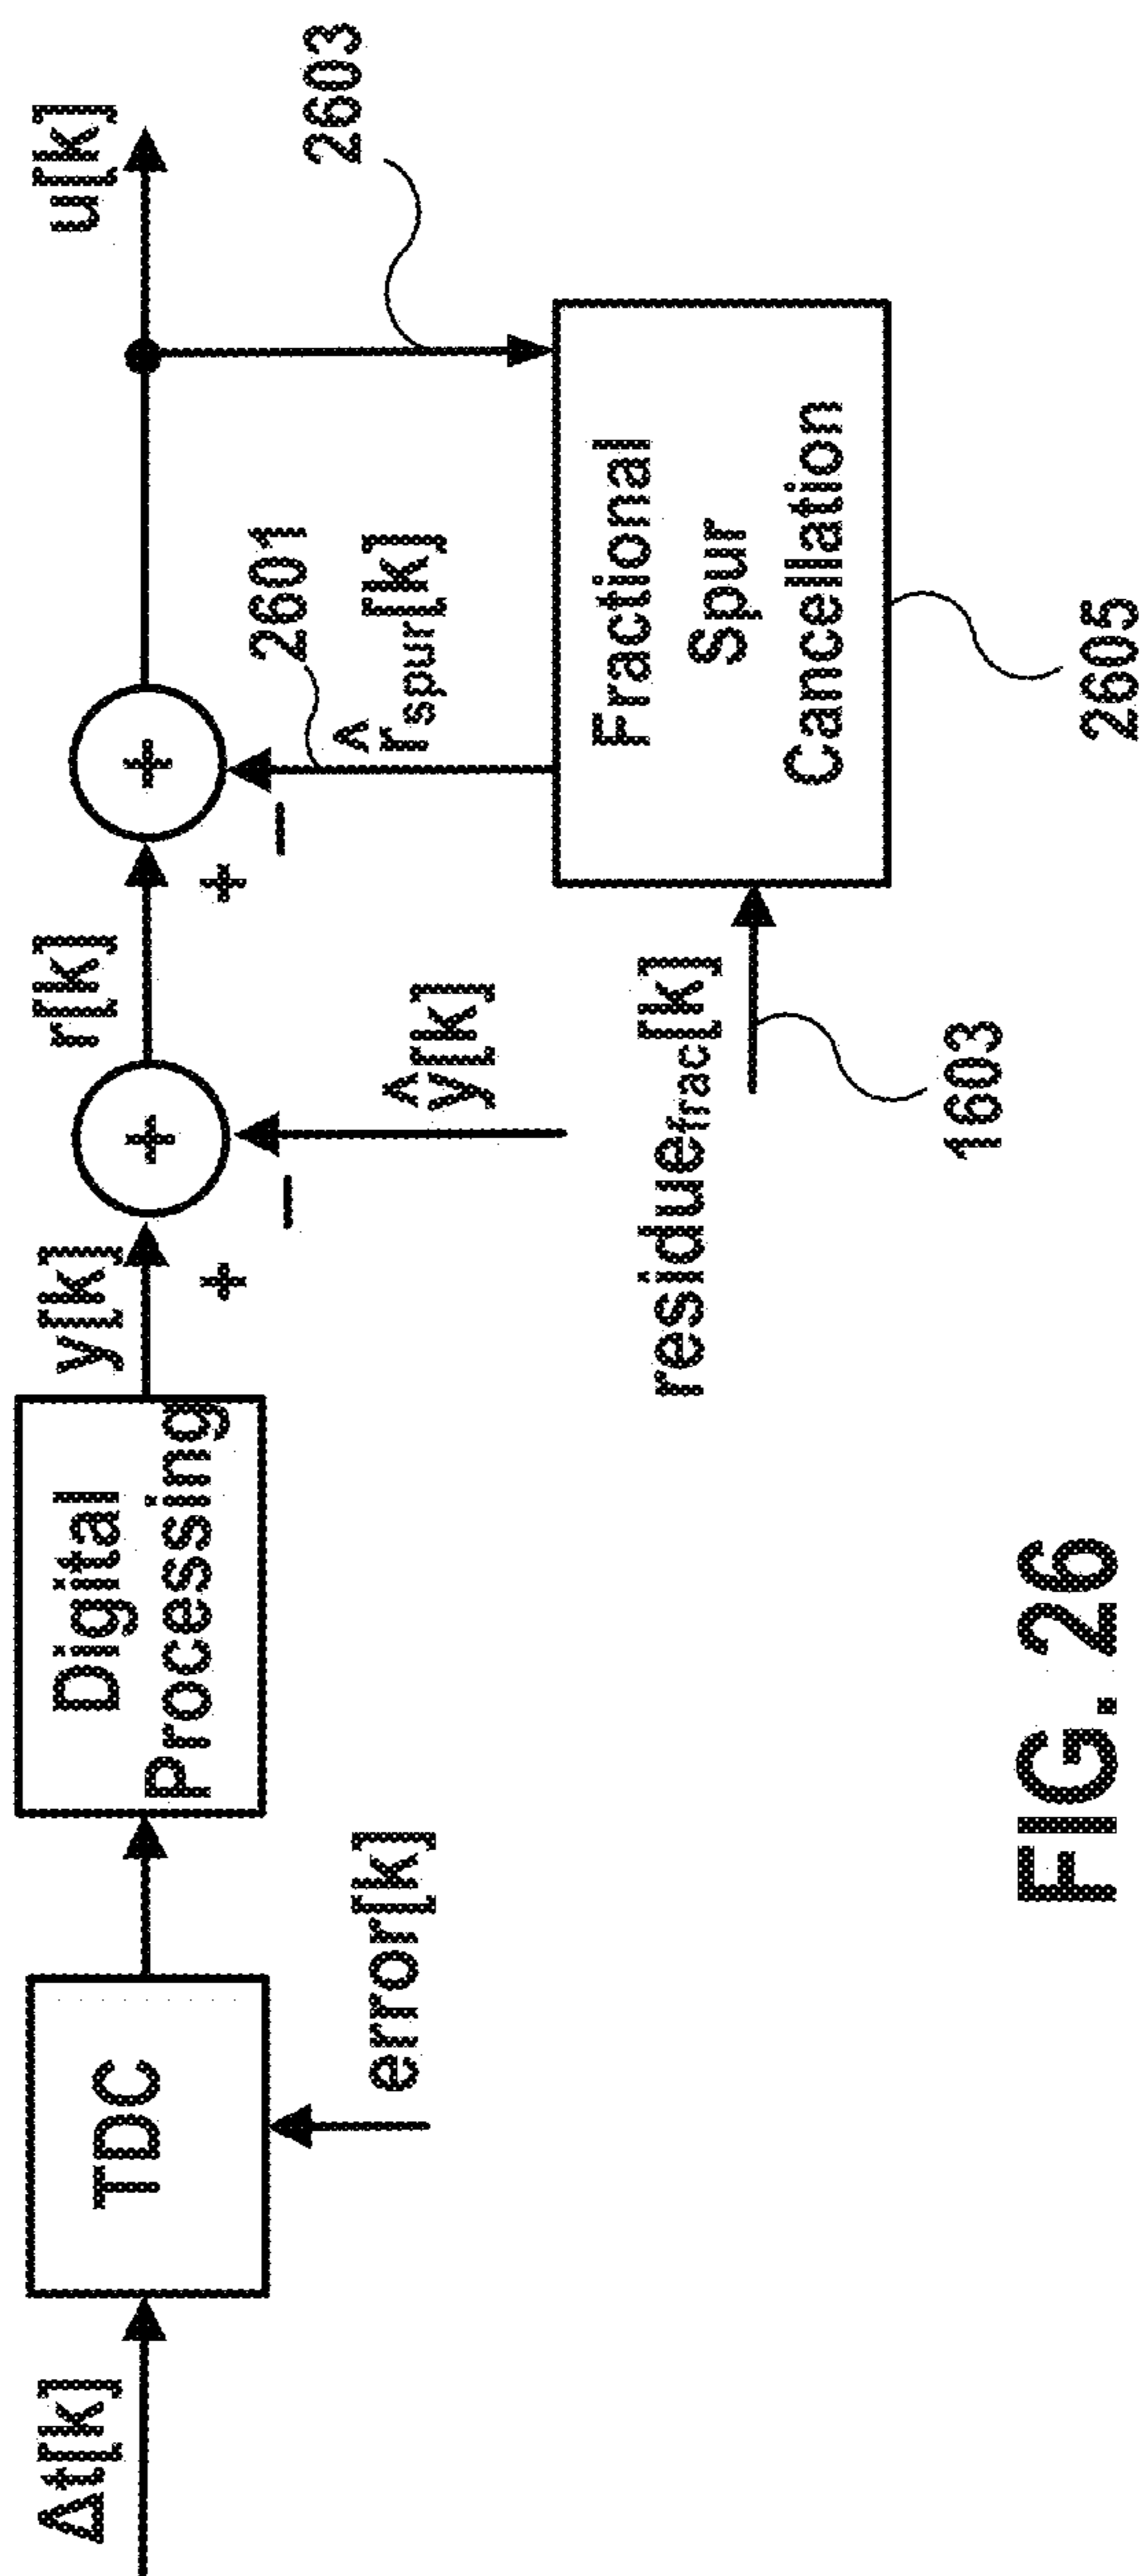 Δt[k]
TDC
error[k]
Digital
Processing
y[k]
+
−
+
ŷ[k]
r[k]
+
−
+
2601
r̂spur[k]
u[k]
2603
residuefrac[k]
1603
Fractional
Spur
Cancellation
2605
FIG. 26